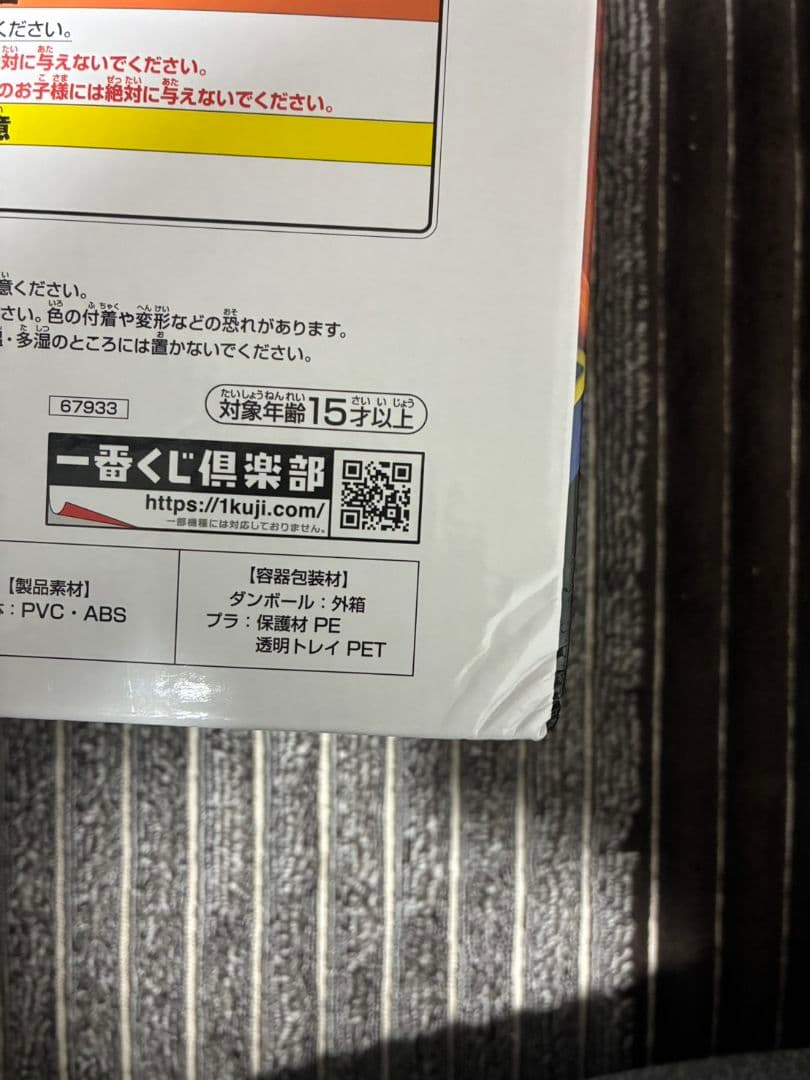 ください。
対に与えないでください。
のお子様には絶対に与えないでください。
意
意ください。
さい。色の付着や変形などの恐れがあります。
・多湿のところには置かないでください。
67933
対象年齢15才以上
一番くじ倶楽部
https://1kuji.com/
一部機種には対応しておりません。
【製品素材】
：PVC・ABS
【容器包装材】
ダンボール：外箱
プラ：保護材 PE
透明トレイ PET